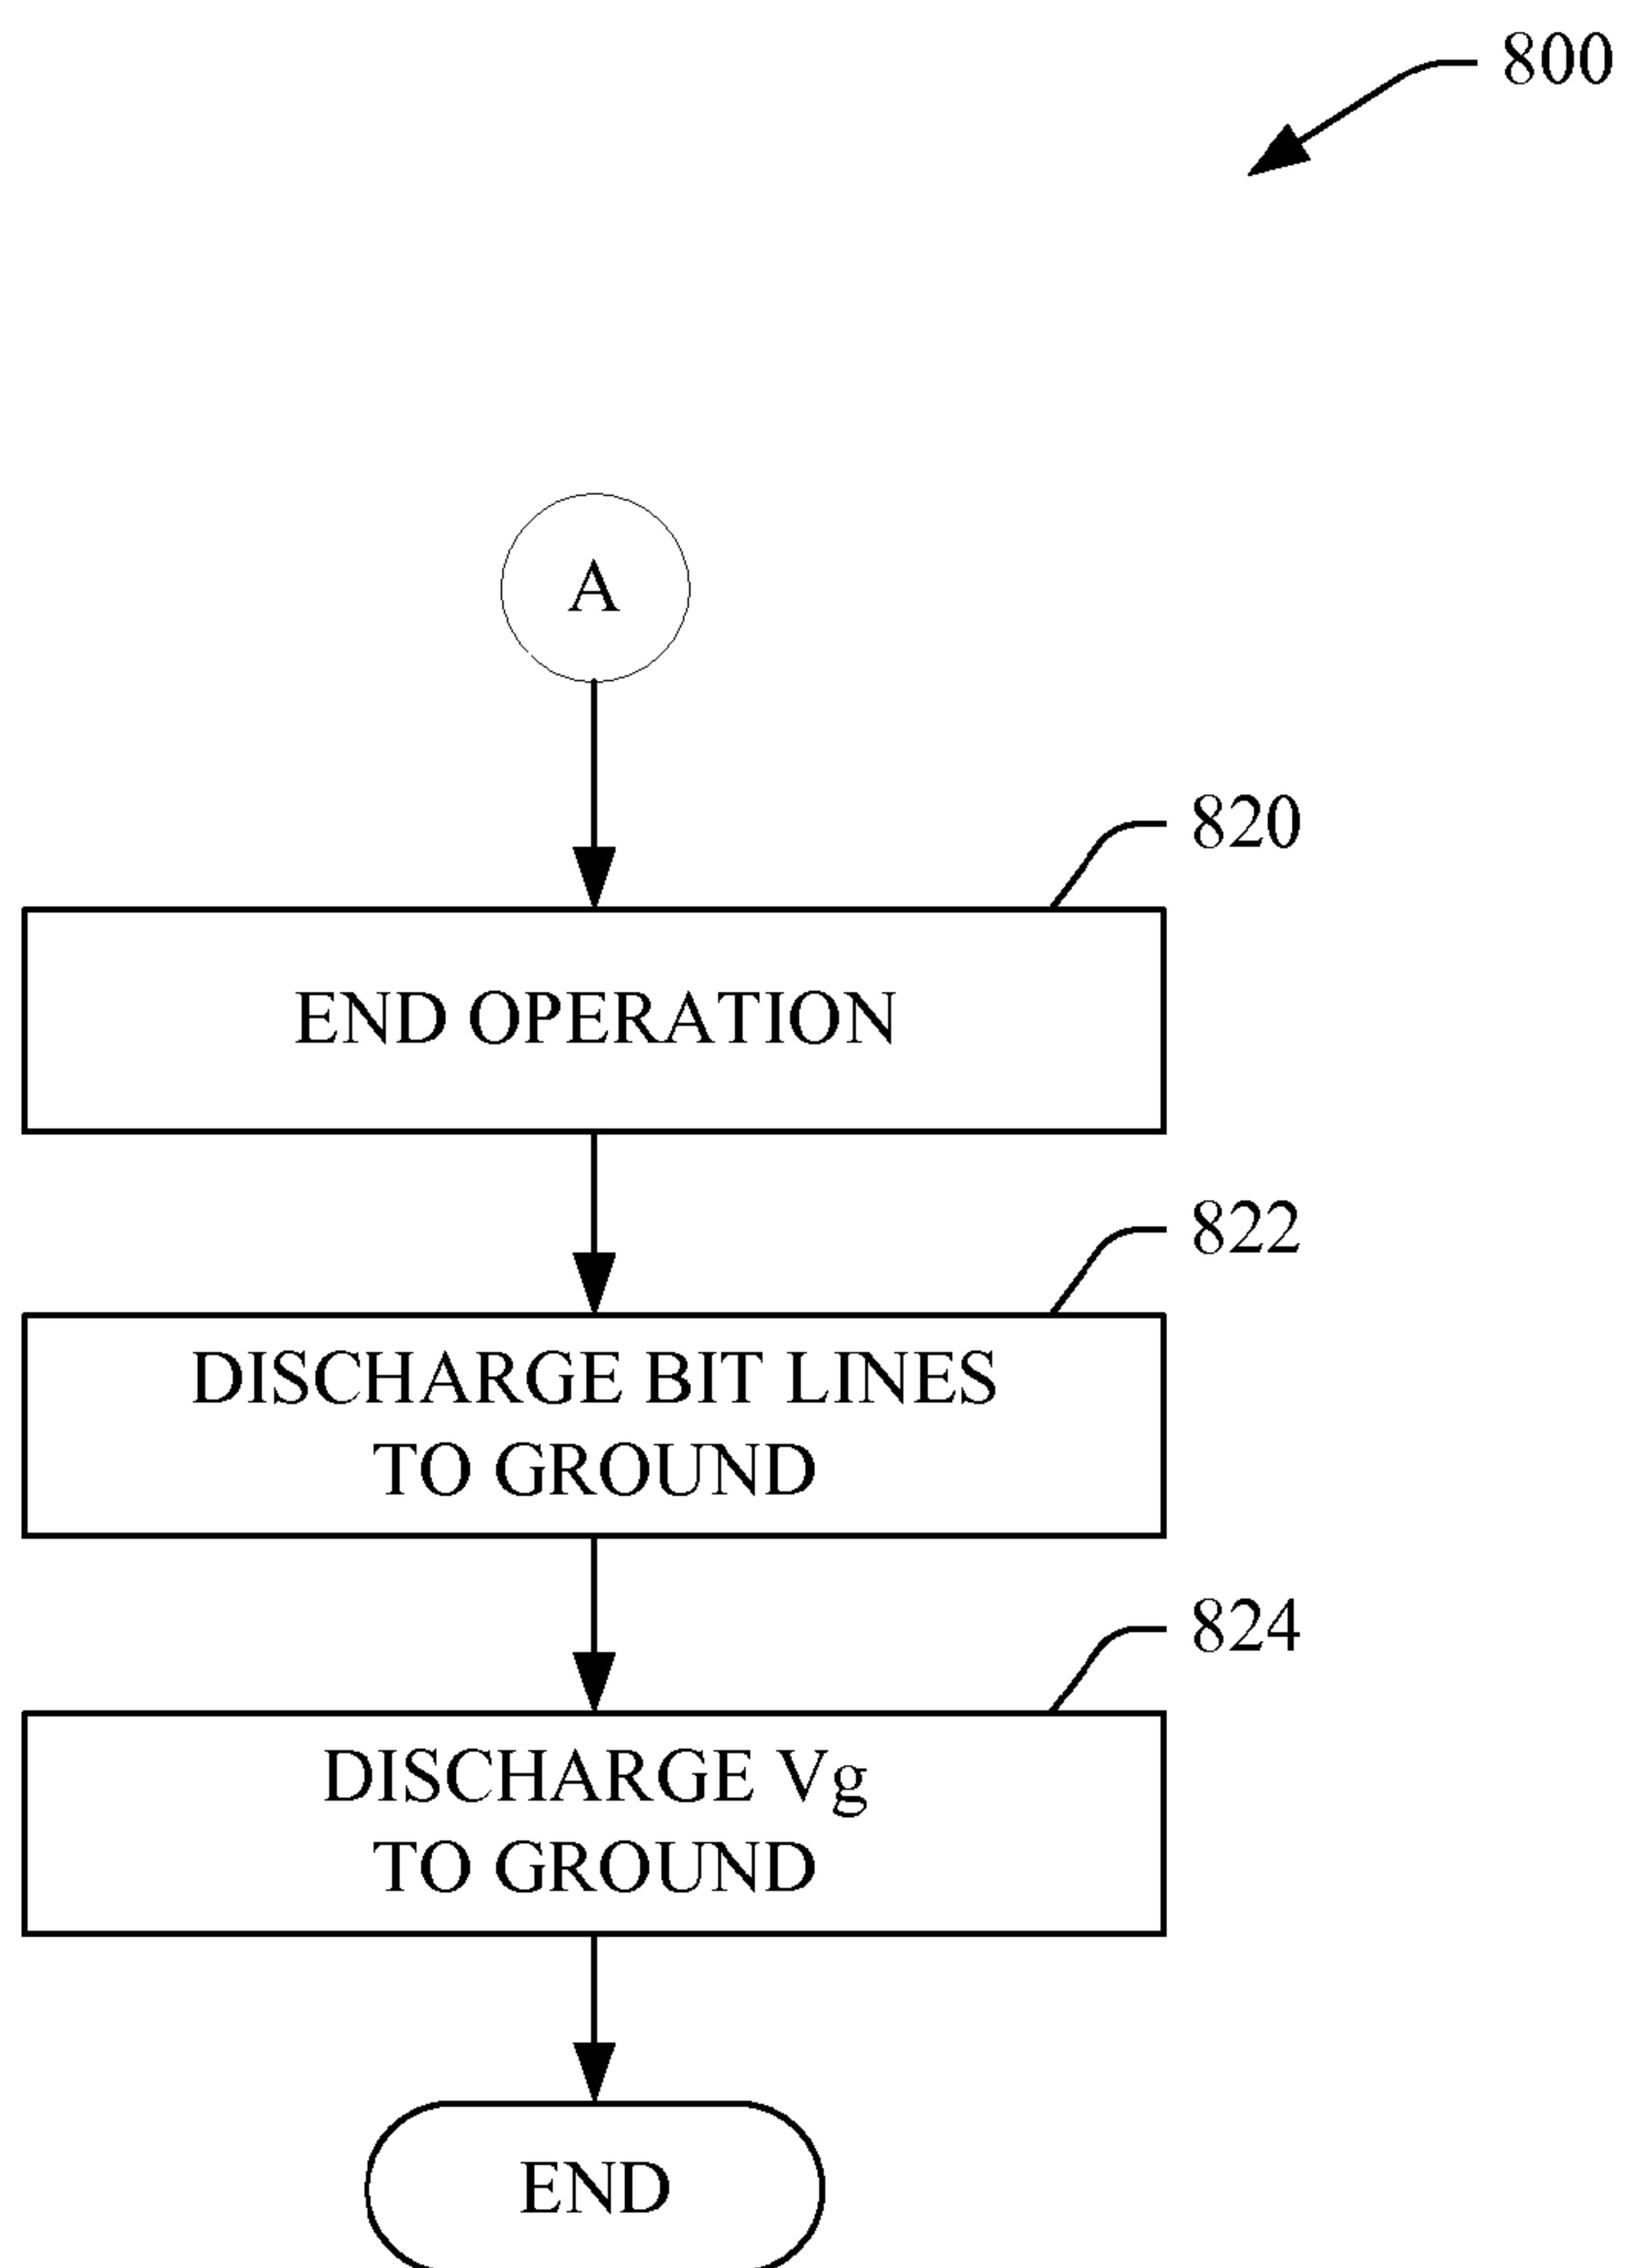 800
A
820
END OPERATION
822
DISCHARGE BIT LINES
TO GROUND
824
DISCHARGE Vg
TO GROUND
END